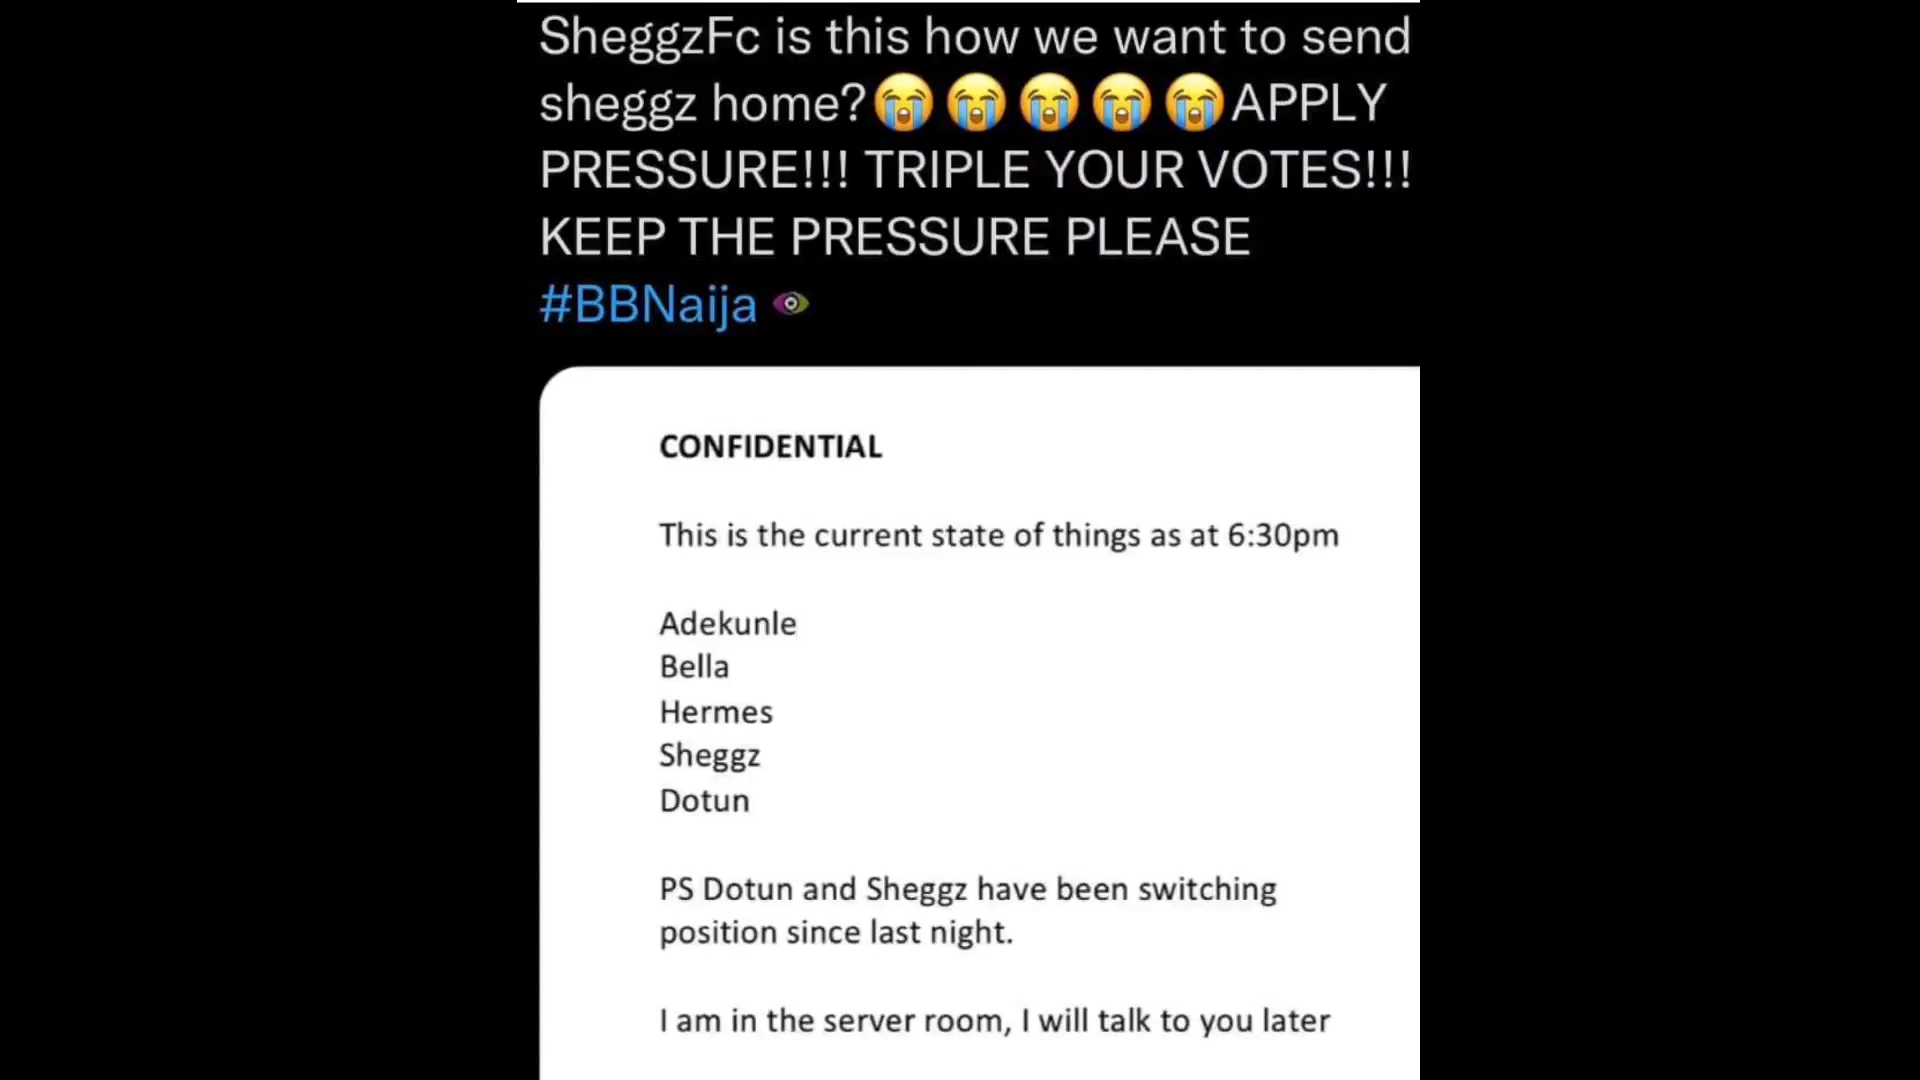 SheggzFc is this how we want to send
sheggz home?😭😭😭😭😭APPLY
PRESSURE!!! TRIPLE YOUR VOTES!!!
KEEP THE PRESSURE PLEASE
#BBNaija
CONFIDENTIAL
This is the current state of things as at 6:30pm
Adekunle
Bella
Hermes
Sheggz
Dotun
PS Dotun and Sheggz have been switching
position since last night.
I am in the server room, I will talk to you later